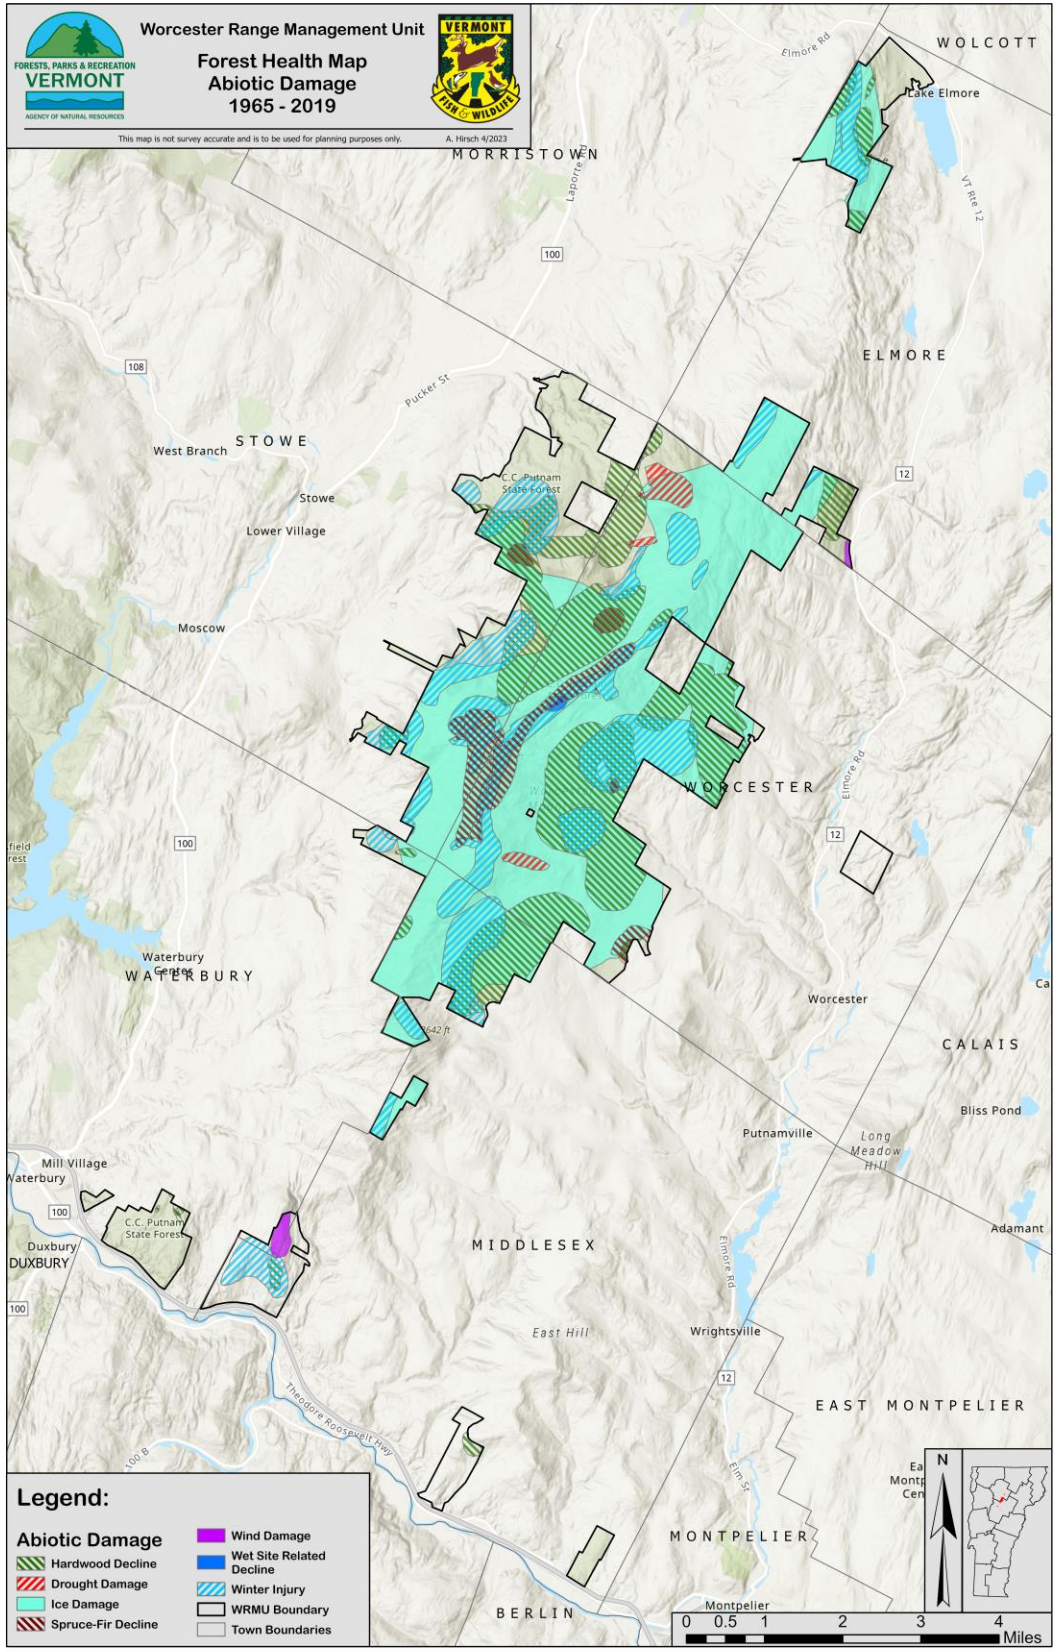 Worcester Range Management Unit
Forest Health Map
Abiotic Damage
1965 - 2019
FORESTS, PARKS & RECREATION
VERMONT
AGENCY OF NATURAL RESOURCES
VERMONT
FISH & WILDLIFE
This map is not survey accurate and is to be used for planning purposes only.
A. Hirsch 4/2023
WOLCOTT
Elmore Rd
Lake Elmore
MORRISTOWN
Laporte Rd
VT Rte 12
100
ELMORE
108
Pucker St
STOWE
West Branch
12
C.C. Putnam
State Forest
Stowe
Lower Village
Moscow
WORCESTER
Elmore Rd
12
100
sfield
rest
Waterbury
Center
WATERBURY
Worcester
Ca
3642 ft
CALAIS
Bliss Pond
Putnamville
Long
Meadow
Hill
Mill Village
Waterbury
100
C.C. Putnam
State Forest
Adamant
Duxbury
DUXBURY
MIDDLESEX
Elmore Rd
100
East Hill
Wrightsville
12
Theodore Roosevelt Hwy
EAST MONTPELIER
100 B
Elm St
Ea
Montp
Cen
N
MONTPELIER
BERLIN
Montpelier
Legend:
Abiotic Damage
Hardwood Decline
Drought Damage
Ice Damage
Spruce-Fir Decline
Wind Damage
Wet Site Related
Decline
Winter Injury
WRMU Boundary
Town Boundaries
0 0.5 1 2 3 4
Miles